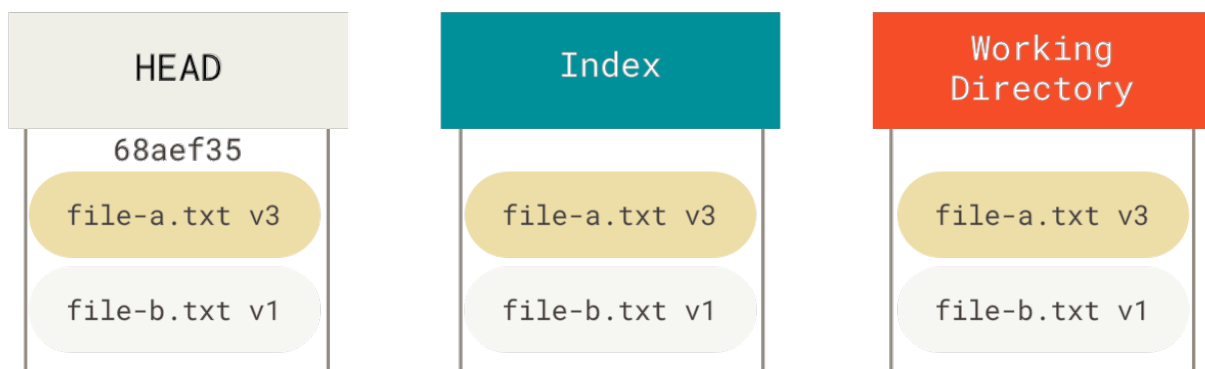 HEAD
Index
Working
Directory
68aef35
file-a.txt v3
file-a.txt v3
file-a.txt v3
file-b.txt v1
file-b.txt v1
file-b.txt v1